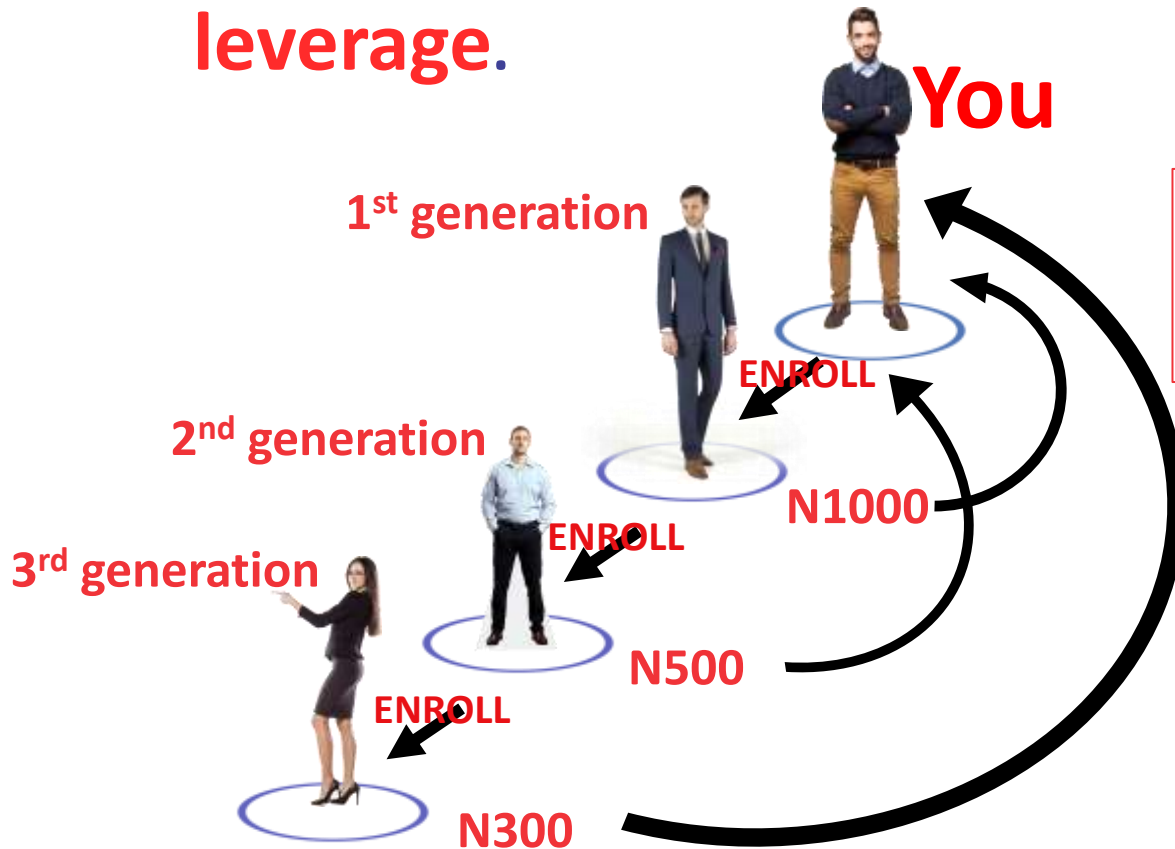 leverage.
You
1st generation
ENROLL
2nd generation
N1000
ENROLL
3rd generation
N500
ENROLL
N300